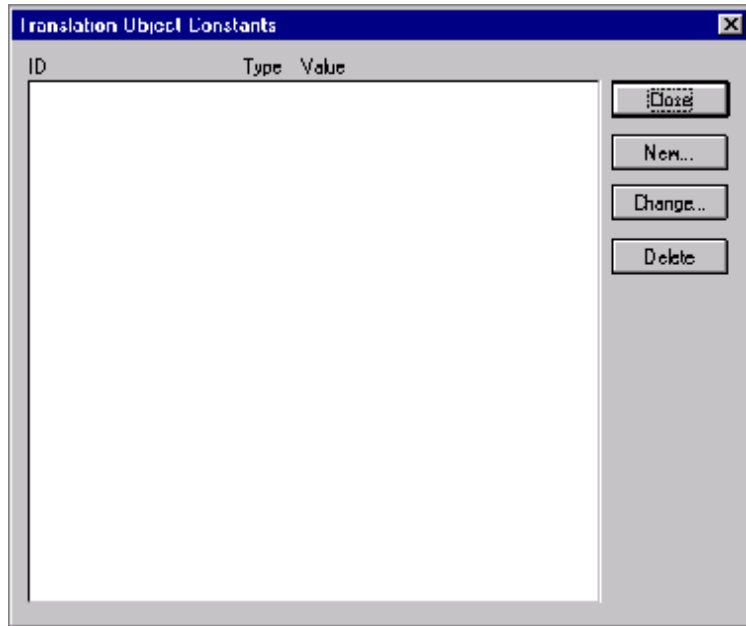 Translation Object Constants
ID Type Value
Close
New...
Change...
Delete